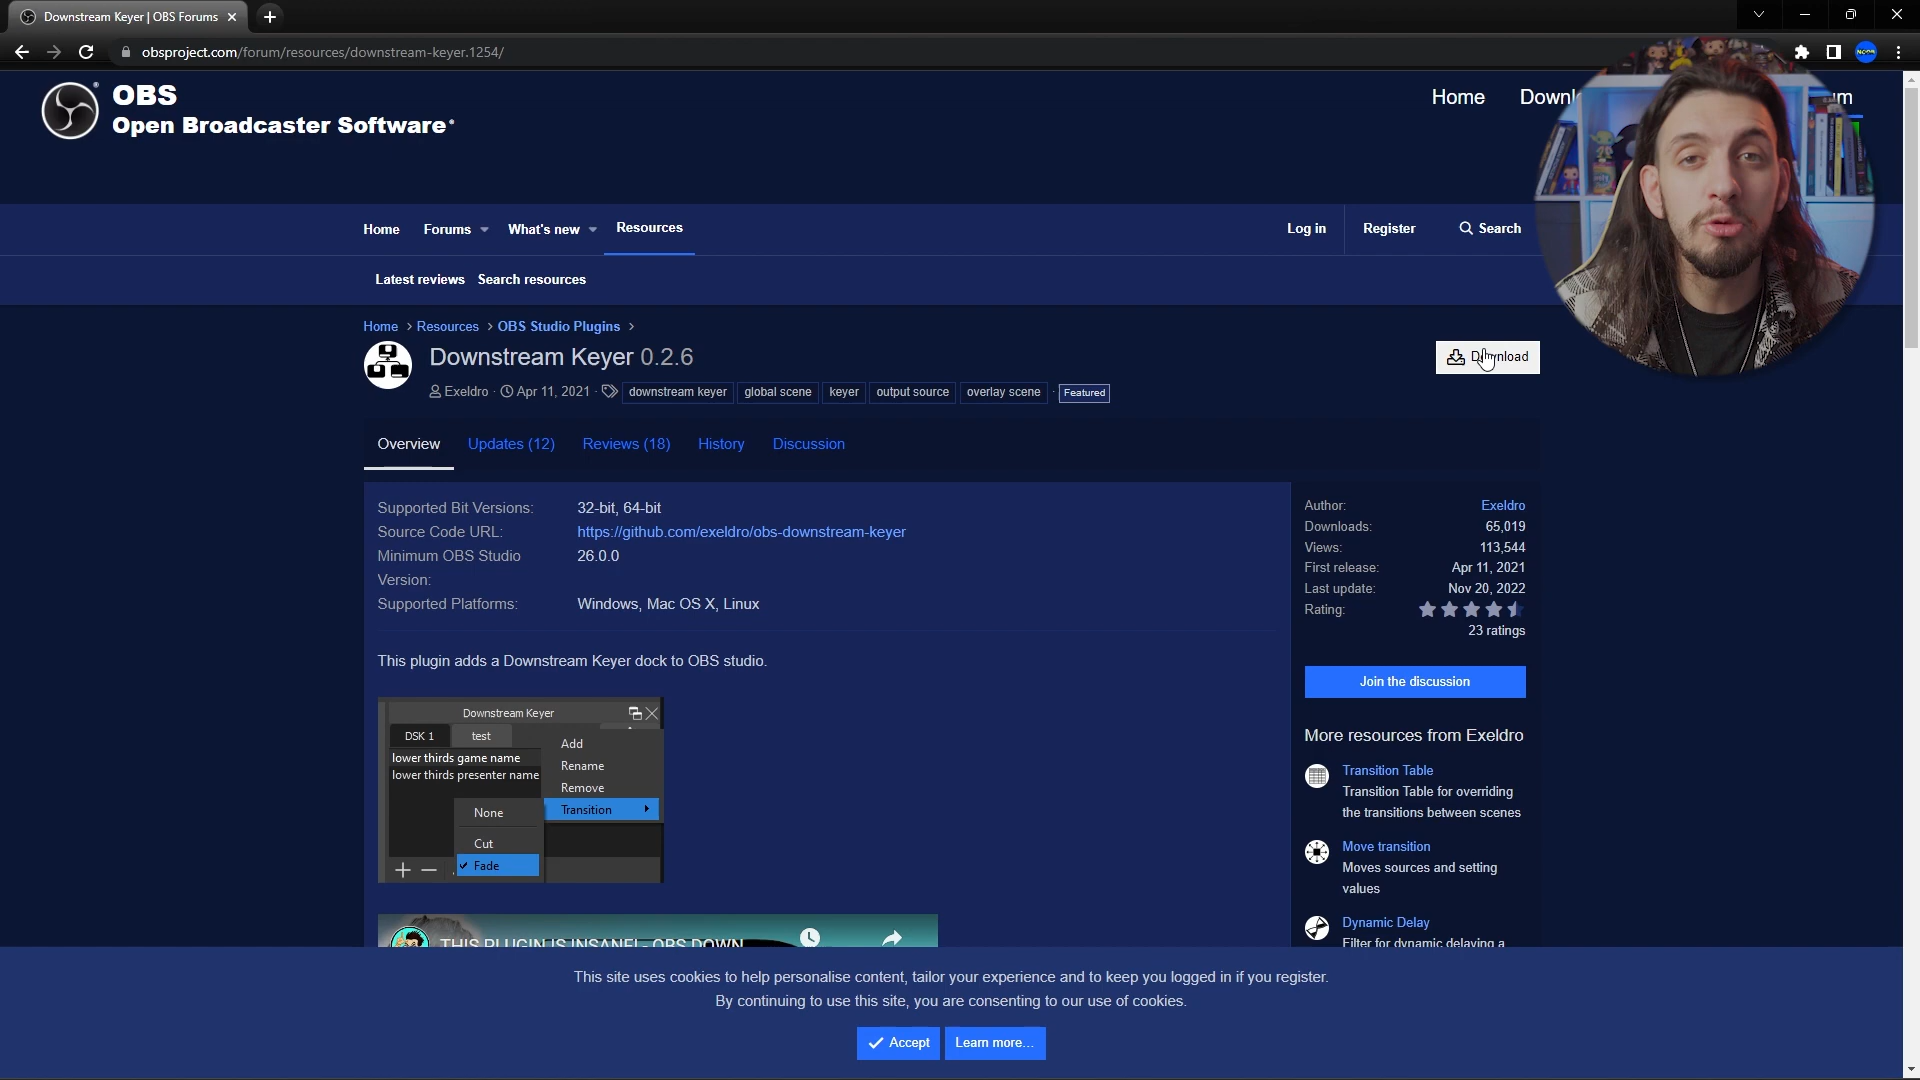 Downstream Keyer | OBS Forums
obsproject.com/forum/resources/downstream-keyer.1254/
OBS
Open Broadcaster Software
Home
Home Forums What's new Resources
Log in Register Search
Latest reviews Search resources
Home > Resources > OBS Studio Plugins >
Downstream Keyer 0.2.6
Download
Exeldro · Apr 11, 2021 · downstream keyer global scene keyer output source overlay scene · Featured
Overview Updates (12) Reviews (18) History Discussion
Supported Bit Versions: 32-bit, 64-bit
Source Code URL: https://github.com/exeldro/obs-downstream-keyer
Minimum OBS Studio 26.0.0
Version:
Supported Platforms: Windows, Mac OS X, Linux
This plugin adds a Downstream Keyer dock to OBS studio.
Downstream Keyer
DSK 1 test
lower thirds game name
lower thirds presenter name
Add
Rename
Remove
Transition
None
Cut
Fade
THIS PLUGIN IS INSANE! - OBS DOWN
Author: Exeldro
Downloads: 65,019
Views: 113,544
First release: Apr 11, 2021
Last update: Nov 20, 2022
Rating:
23 ratings
Join the discussion
More resources from Exeldro
Transition Table
Transition Table for overriding
the transitions between scenes
Move transition
Moves sources and setting
values
Dynamic Delay
Filter for dynamic delaying a
This site uses cookies to help personalise content, tailor your experience and to keep you logged in if you register.
By continuing to use this site, you are consenting to our use of cookies.
Accept Learn more…